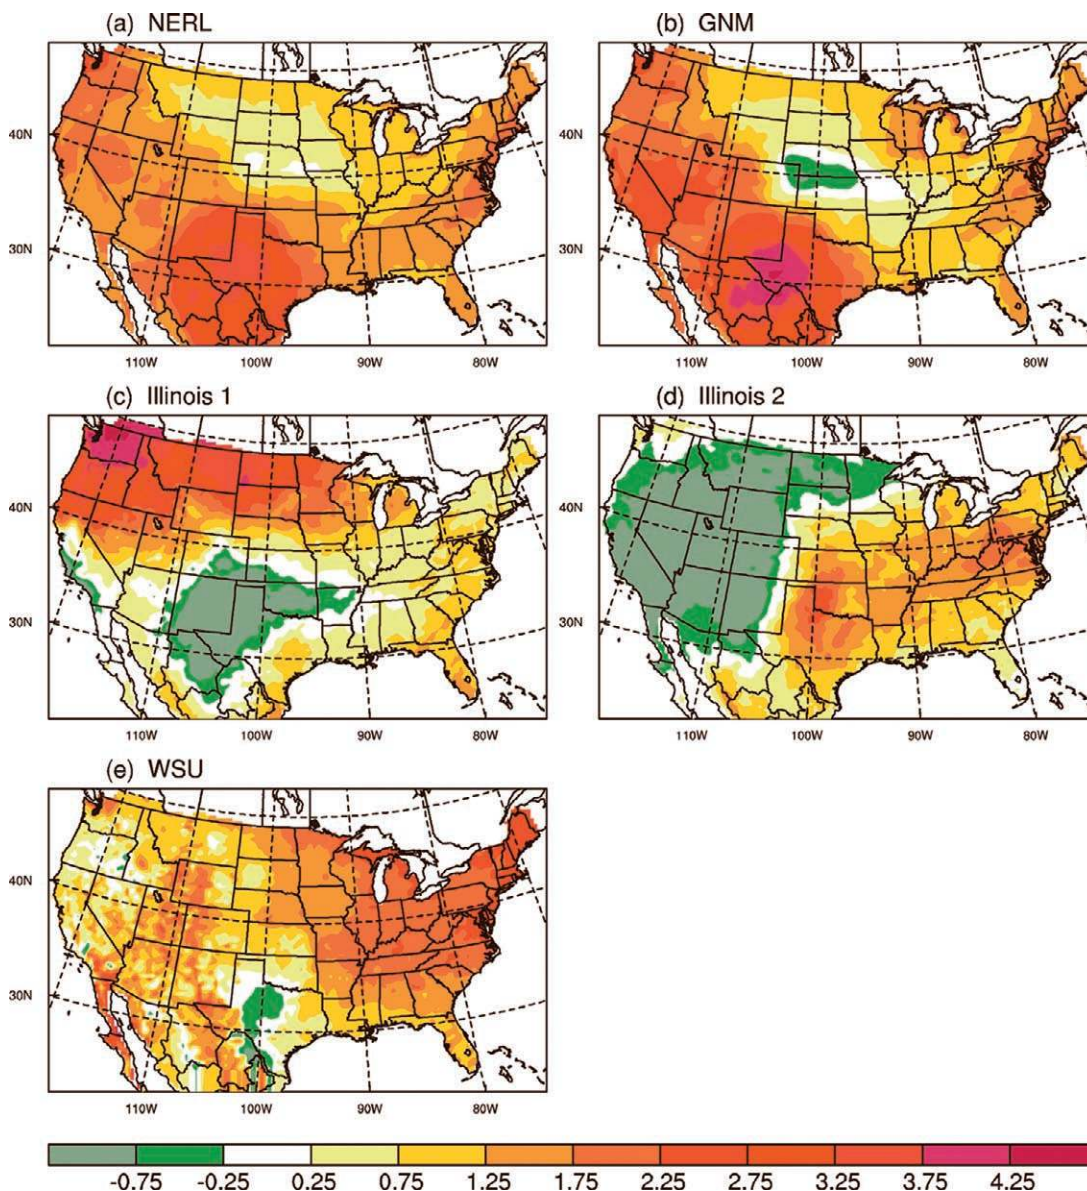 (a) NERL
(b) GNM
40N
30N
40N
30N
110W 100W 90W 80W
110W 100W 90W 80W
(c) Illinois 1
(d) Illinois 2
40N
30N
40N
30N
110W 100W 90W 80W
110W 100W 90W 80W
(e) WSU
40N
30N
110W 100W 90W 80W
-0.75 -0.25 0.25 0.75 1.25 1.75 2.25 2.75 3.25 3.75 4.25